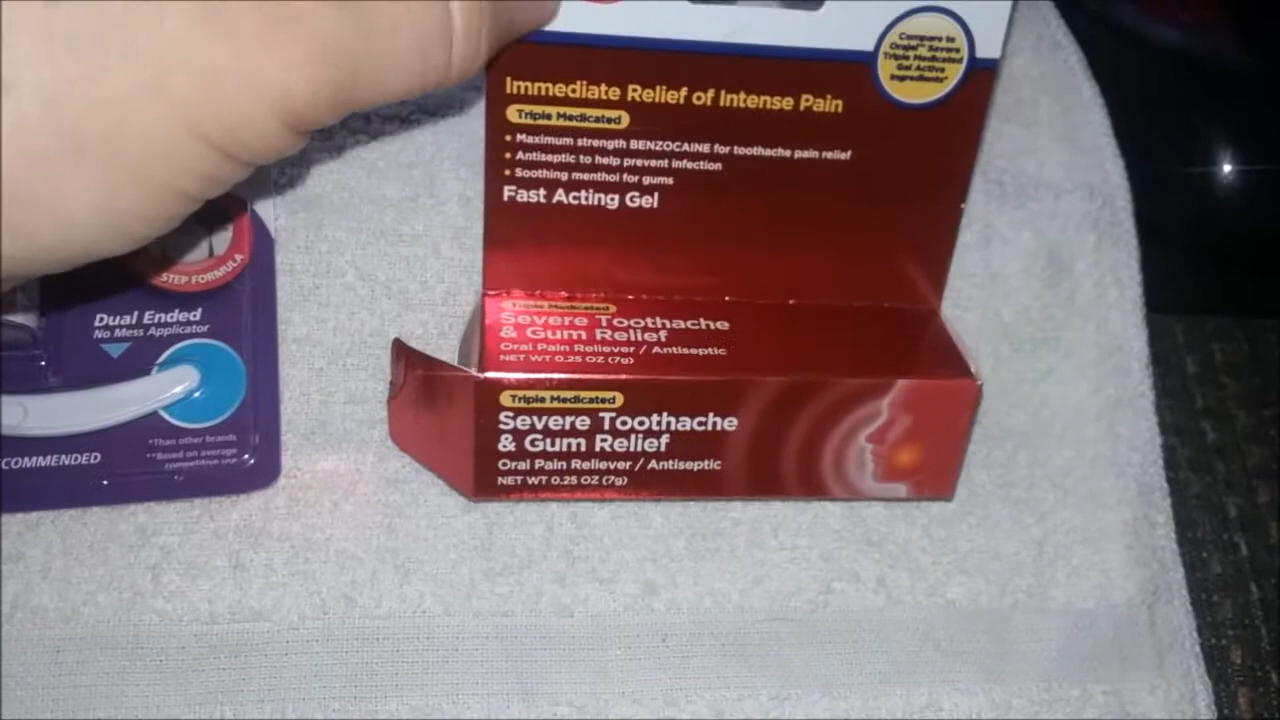 Compare to
Orajel™ Severe
Triple Medicated
Gel Active
Ingredients*
Immediate Relief of Intense Pain
Triple Medicated
• Maximum strength BENZOCAINE for toothache pain relief
• Antiseptic to help prevent infection
• Soothing menthol for gums
Fast Acting Gel
Triple Medicated
Severe Toothache
& Gum Relief
Oral Pain Reliever / Antiseptic
NET WT 0.25 OZ (7g)
Triple Medicated
Severe Toothache
& Gum Relief
Oral Pain Reliever / Antiseptic
NET WT 0.25 OZ (7g)
STEP FORMULA
Dual Ended
No Mess Applicator
*Than other brands
**Based on average
competitive use